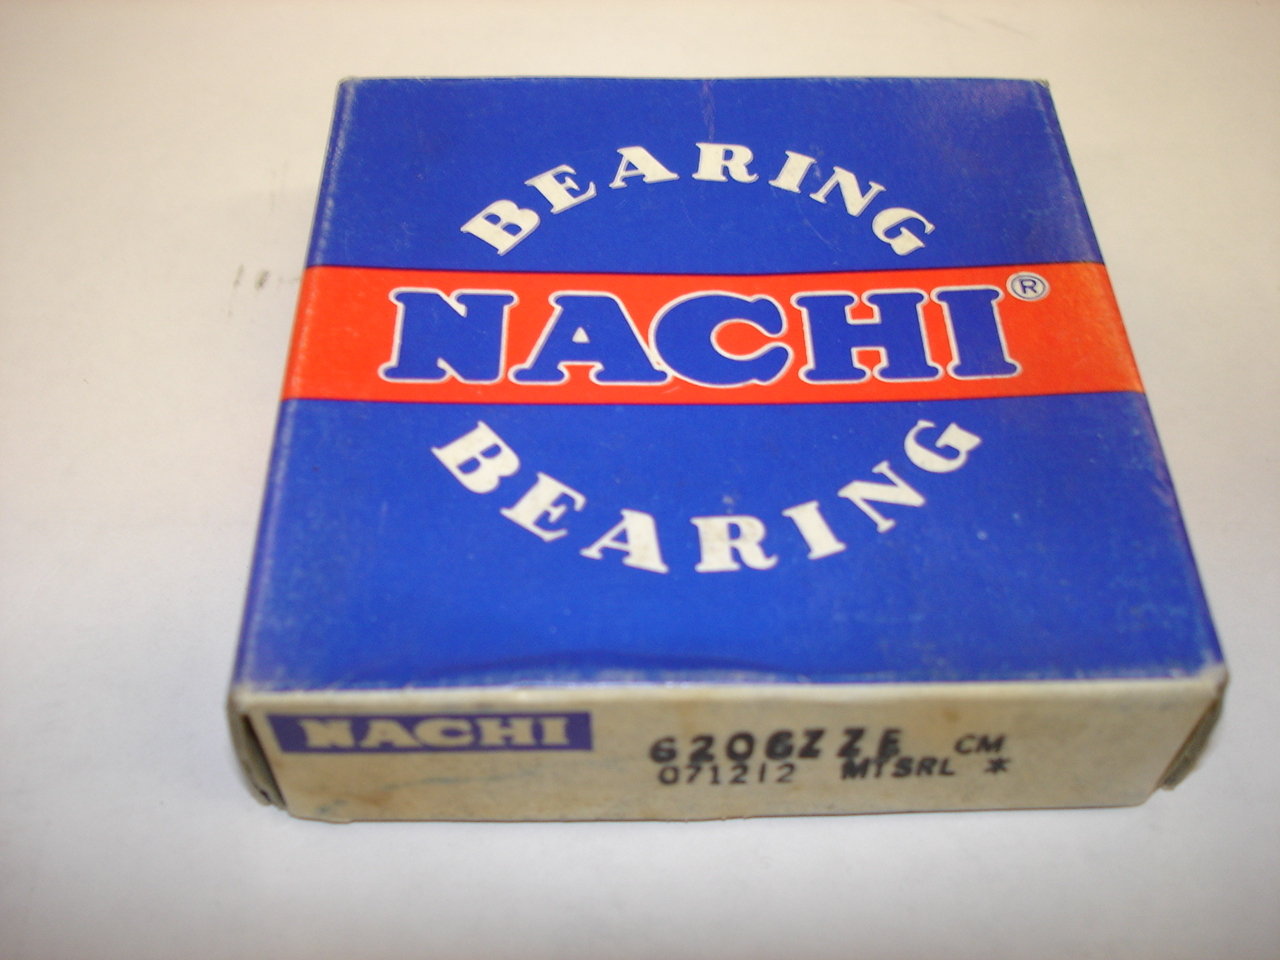 BEARING
NACHI®
BEARING
NACHI
6206ZZE CM
071212 MTSRL *